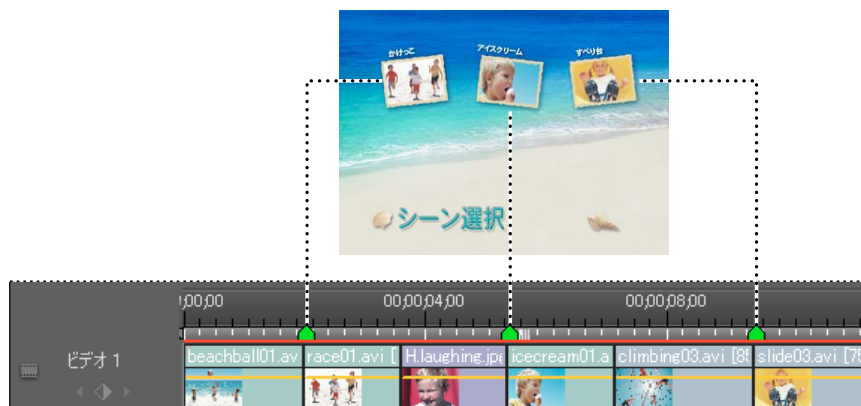 かけっこ
アイスクリーム
すべり台
シーン選択
;00;00
00;00;04;00
00;00;08;00
ビデオ 1
beachball01.av
race01.avi [
H.laughing.jpe
icecream01.a
climbing03.avi [8
slide03.avi [7